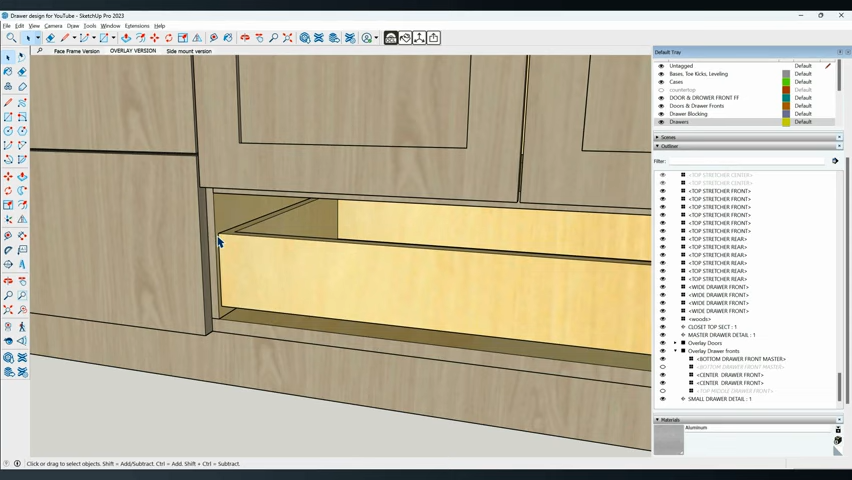 Drawer design for YouTube - SketchUp Pro 2023
File Edit View Camera Draw Tools Window Extensions Help
Face Frame Version OVERLAY VERSION Side mount version
Default Tray
Untagged Default
Bases, Toe Kicks, Leveling Default
Cases Default
countertop Default
DOOR & DROWER FRONT FF Default
Doors & Drawer Fronts Default
Drawer Blocking Default
Drawers Default
Scenes
Outliner
Filter:
<TOP STRETCHER CENTER>
<TOP STRETCHER CENTER>
<TOP STRETCHER FRONT>
<TOP STRETCHER FRONT>
<TOP STRETCHER FRONT>
<TOP STRETCHER FRONT>
<TOP STRETCHER FRONT>
<TOP STRETCHER FRONT>
<TOP STRETCHER REAR>
<TOP STRETCHER REAR>
<TOP STRETCHER REAR>
<TOP STRETCHER REAR>
<TOP STRETCHER REAR>
<TOP STRETCHER REAR>
<WIDE DRAWER FRONT>
<WIDE DRAWER FRONT>
<WIDE DRAWER FRONT>
<WIDE DRAWER FRONT>
<woods>
CLOSET TOP SECT : 1
MASTER DRAWER DETAIL : 1
Overlay Doors
Overlay Drawer fronts
<BOTTOM DRAWER FRONT MASTER>
<BOTTOM DRAWER FRONT MASTER>
<CENTER DRAWER FRONT>
<CENTER DRAWER FRONT>
<TOP MIDDLE DRAWER FRONT>
SMALL DRAWER DETAIL : 1
Materials
Aluminum
Click or drag to select objects. Shift = Add/Subtract. Ctrl = Add. Shift + Ctrl = Subtract.